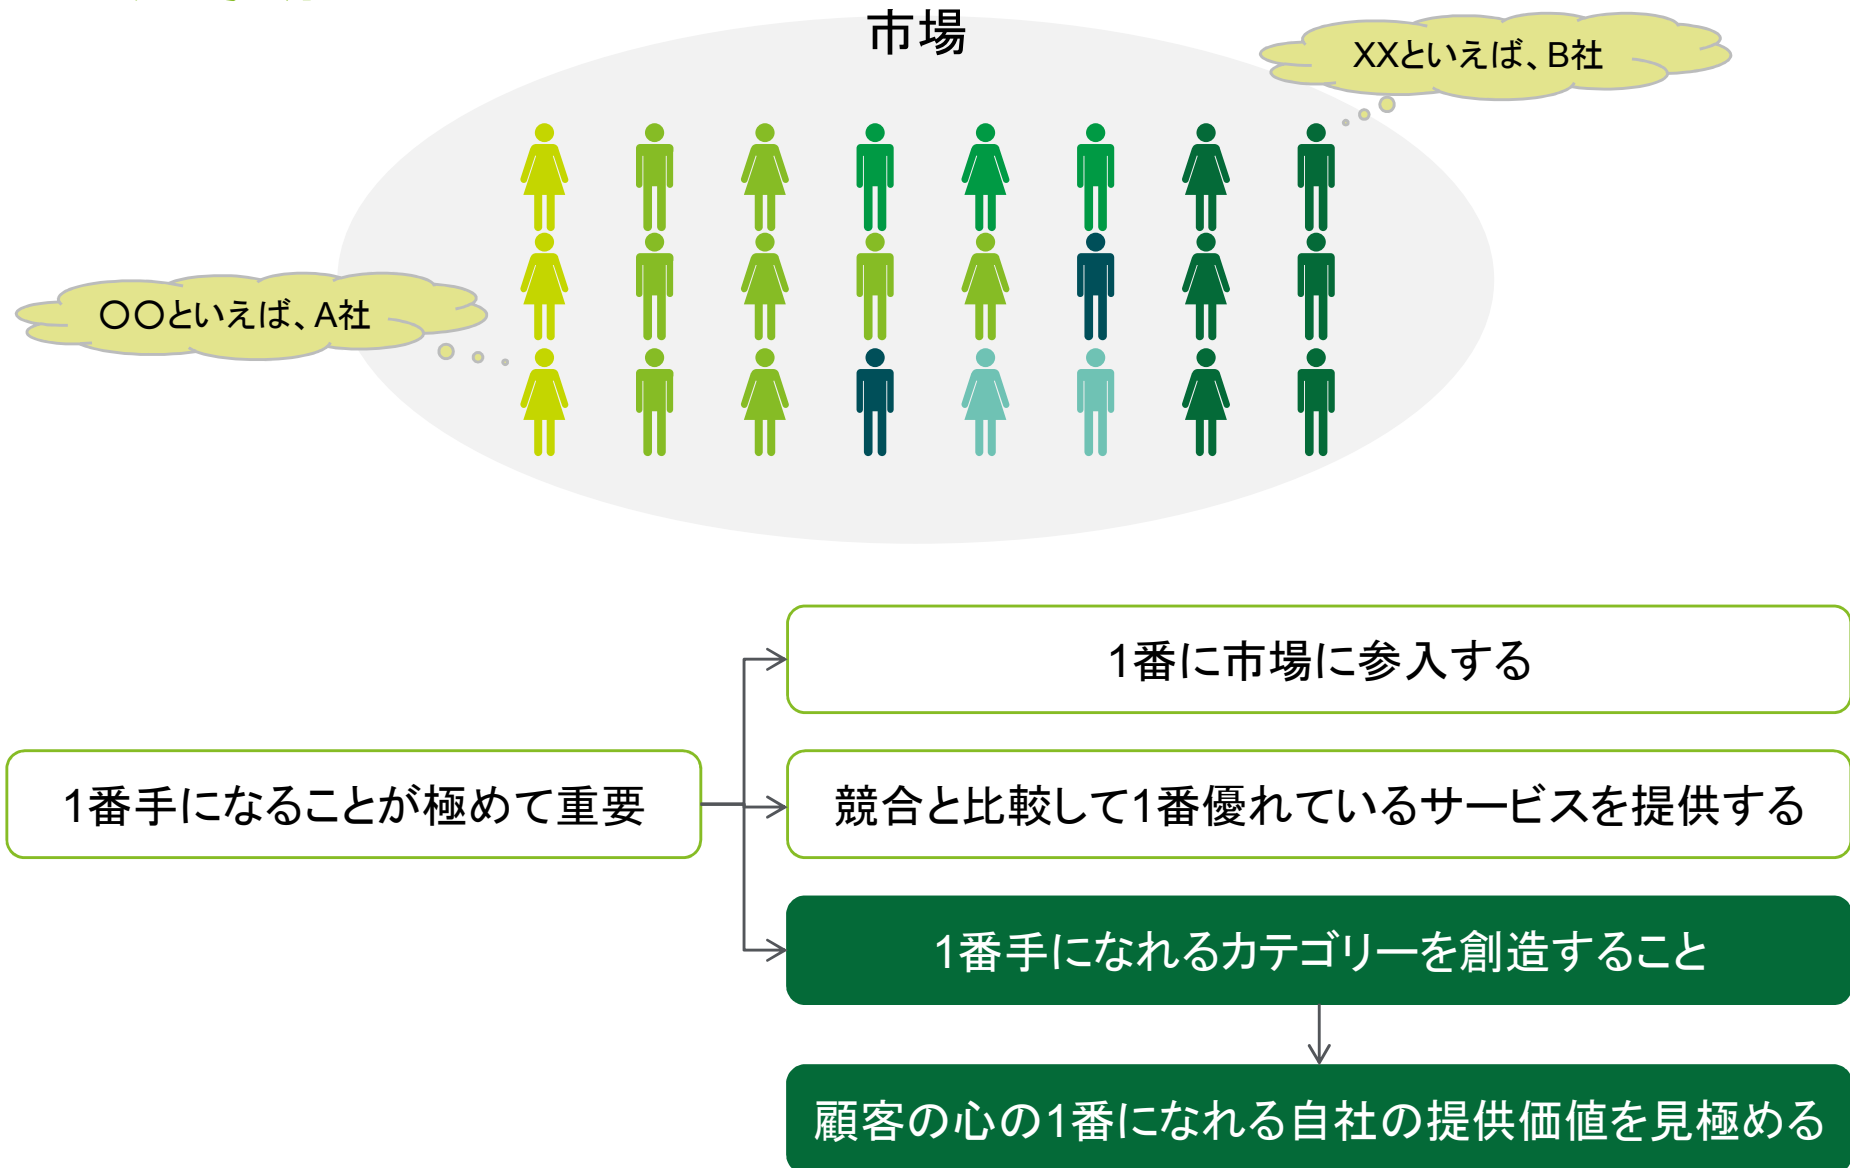 市場
XXといえば、B社
〇〇といえば、A社
1番に市場に参入する
1番手になることが極めて重要
競合と比較して1番優れているサービスを提供する
1番手になれるカテゴリーを創造すること
顧客の心の1番になれる自社の提供価値を見極める